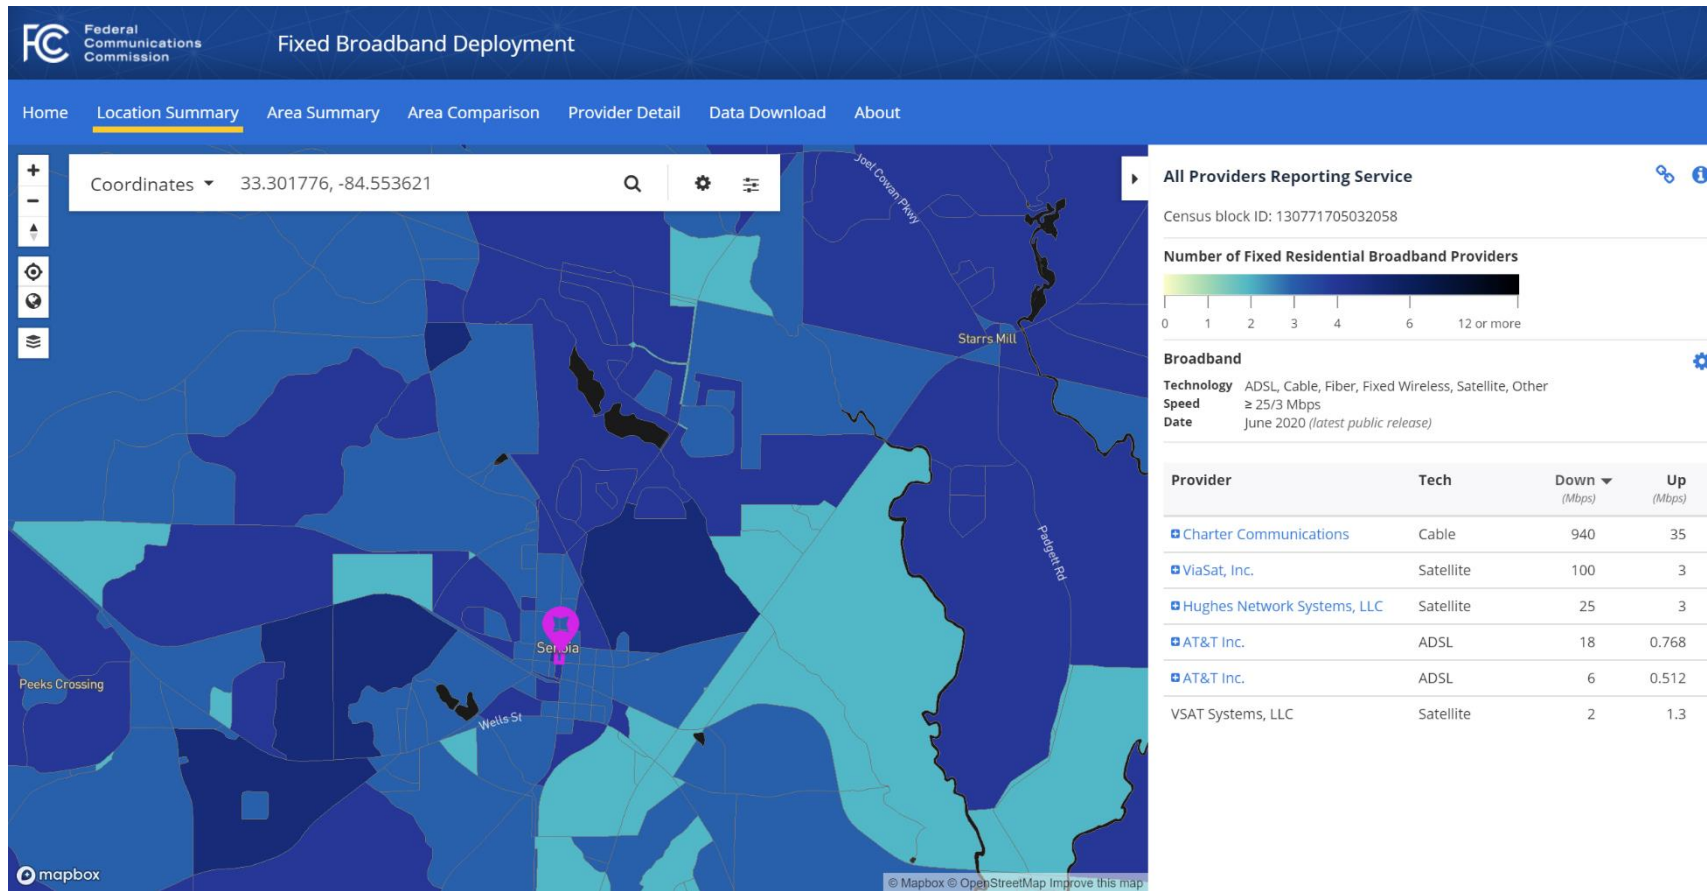 Federal
Communications
Commission
Fixed Broadband Deployment
Home Location Summary Area Summary Area Comparison Provider Detail Data Download About
Coordinates 33.301776, -84.553621
Joel Cowan Pkwy
Starrs Mill
Padgett Rd
Senoia
Peeks Crossing
Wells St
mapbox
© Mapbox © OpenStreetMap Improve this map
All Providers Reporting Service
Census block ID: 130771705032058
Number of Fixed Residential Broadband Providers
0 1 2 3 4 6 12 or more
Broadband
Technology ADSL, Cable, Fiber, Fixed Wireless, Satellite, Other
Speed ≥ 25/3 Mbps
Date June 2020 (latest public release)
Provider Tech Down Up
(Mbps) (Mbps)
Charter Communications Cable 940 35
ViaSat, Inc. Satellite 100 3
Hughes Network Systems, LLC Satellite 25 3
AT&T Inc. ADSL 18 0.768
AT&T Inc. ADSL 6 0.512
VSAT Systems, LLC Satellite 2 1.3